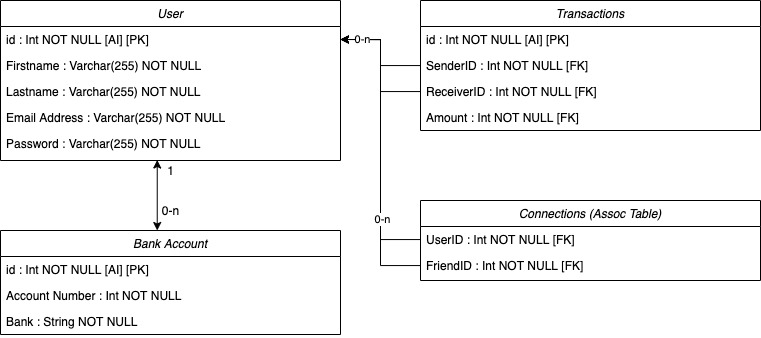 User
id : Int NOT NULL [AI] [PK]
Firstname : Varchar(255) NOT NULL
Lastname : Varchar(255) NOT NULL
Email Address : Varchar(255) NOT NULL
Password : Varchar(255) NOT NULL
1
0-n
Bank Account
id : Int NOT NULL [AI] [PK]
Account Number : Int NOT NULL
Bank : String NOT NULL
0-n
Transactions
id : Int NOT NULL [AI] [PK]
SenderID : Int NOT NULL [FK]
ReceiverID : Int NOT NULL [FK]
Amount : Int NOT NULL [FK]
0-n
Connections (Assoc Table)
UserID : Int NOT NULL [FK]
FriendID : Int NOT NULL [FK]